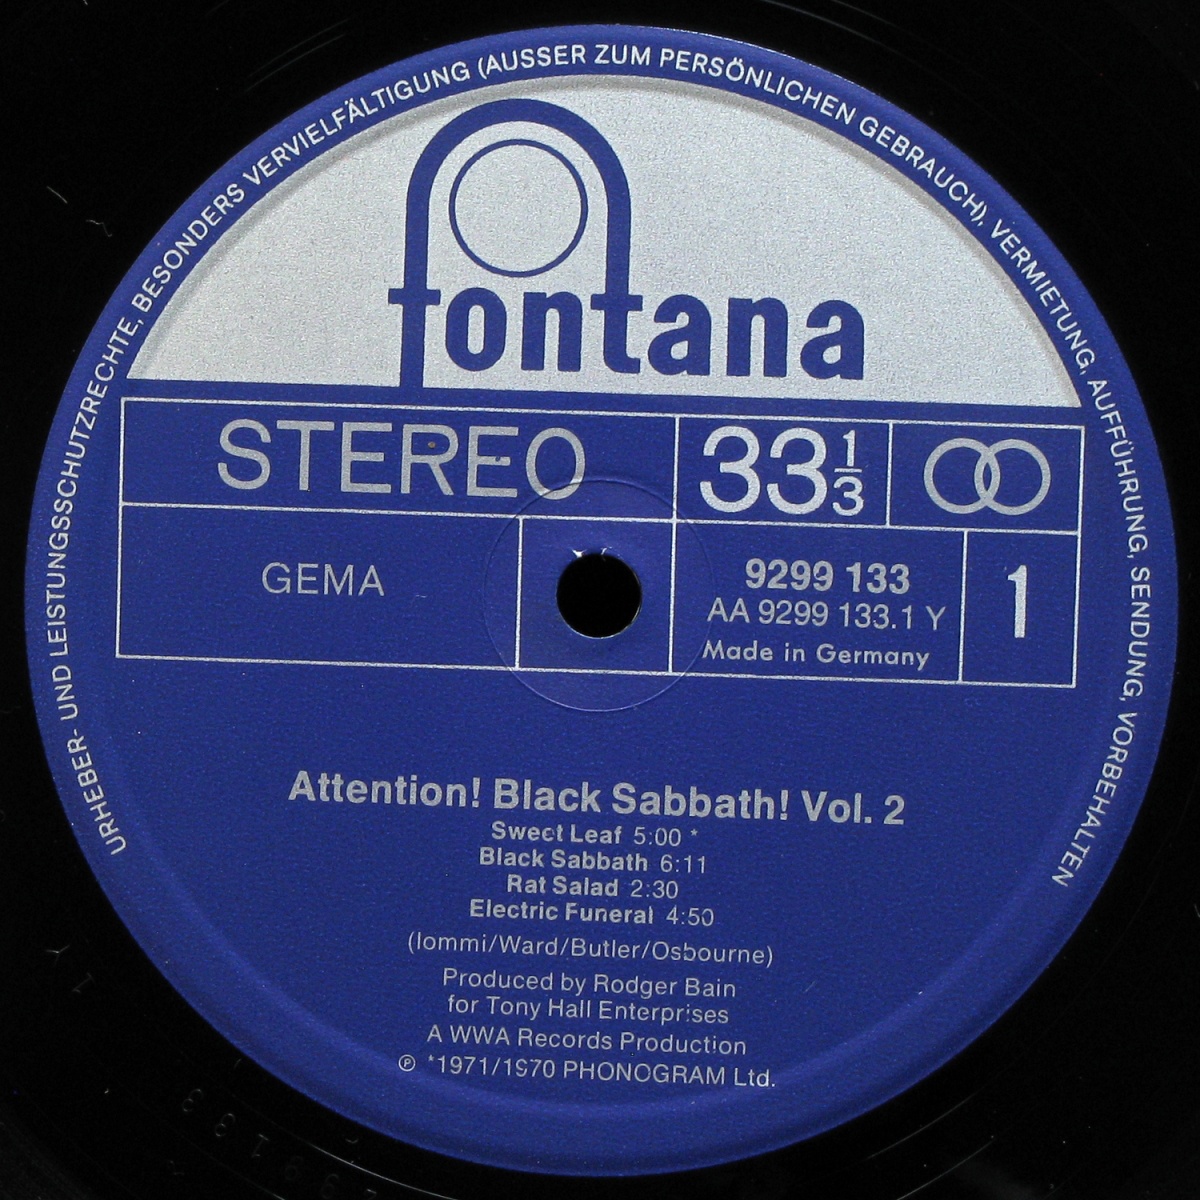 URHEBER- UND LEISTUNGSSCHUTZRECHTE, BESONDERS VERVIELFÄLTIGUNG (AUSSER ZUM PERSÖNLICHEN GEBRAUCH), VERMIETUNG, AUFFÜHRUNG, SENDUNG, VORBEHALTEN
fontana
STEREO 33 1/3
GEMA
9299 133
AA 9299 133.1 Y
Made in Germany
1
Attention! Black Sabbath! Vol. 2
Sweet Leaf 5:00 *
Black Sabbath 6:11
Rat Salad 2:30
Electric Funeral 4:50
(Iommi/Ward/Butler/Osbourne)
Produced by Rodger Bain
for Tony Hall Enterprises
A WWA Records Production
℗ *1971/1970 PHONOGRAM Ltd.